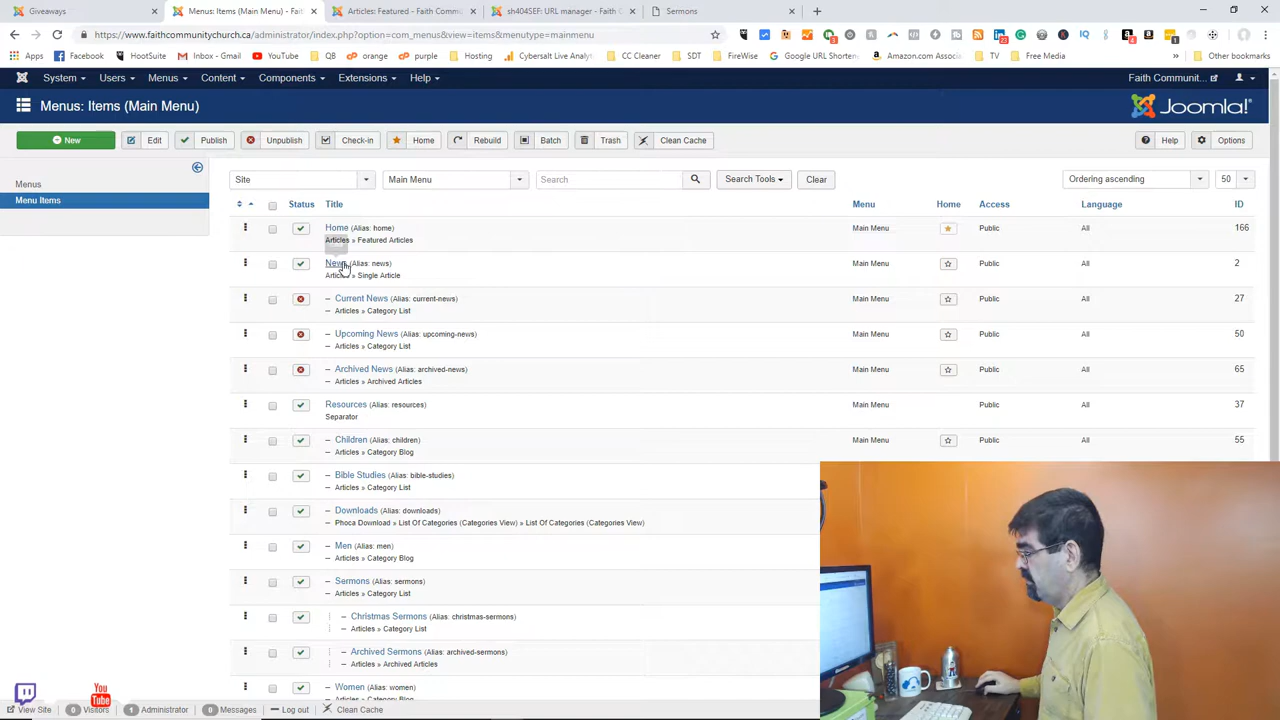 Giveaways
Menus: Items (Main Menu) - Fait
Articles: Featured - Faith Commu
sh404SEF: URL manager - Faith C
Sermons
https://www.faithcommunitychurch.ca/administrator/index.php?option=com_menus&view=items&menutype=mainmenu
Apps
HootSuite
Inbox - Gmail
YouTube
QB
orange
purple
Hosting
Cybersalt Analytics
CC Cleaner
SDT
FireWise
Google URL Shorten
Amazon.com Associ
TV
Free Media
Other bookmarks
System
Users
Menus
Content
Components
Extensions
Help
Faith Communit...
Menus: Items (Main Menu)
Joomla!
New
Edit
Publish
Unpublish
Check-in
Home
Rebuild
Batch
Trash
Clean Cache
Help
Options
Menus
Menu Items
Site
Main Menu
Search
Search Tools
Clear
Ordering ascending
50
Status Title Menu Home Access Language ID
Home (Alias: home) Main Menu Public All 166
Articles » Featured Articles
News (Alias: news) Main Menu Public All 2
Articles » Single Article
– Current News (Alias: current-news) Main Menu Public All 27
– Articles » Category List
– Upcoming News (Alias: upcoming-news) Main Menu Public All 50
– Articles » Category List
– Archived News (Alias: archived-news) Main Menu Public All 65
– Articles » Archived Articles
Resources (Alias: resources) Main Menu Public All 37
Separator
– Children (Alias: children) Main Menu Public All 55
– Articles » Category Blog
– Bible Studies (Alias: bible-studies)
– Articles » Category List
– Downloads (Alias: downloads)
– Phoca Download » List Of Categories (Categories View) » List Of Categories (Categories View)
– Men (Alias: men)
– Articles » Category Blog
– Sermons (Alias: sermons)
– Articles » Category List
– Christmas Sermons (Alias: christmas-sermons)
– Articles » Category List
– Archived Sermons (Alias: archived-sermons)
– Articles » Archived Articles
– Women (Alias: women)
– Articles » Category Blog
You Tube
View Site
0 Visitors
1 Administrator
0 Messages
Log out
Clean Cache